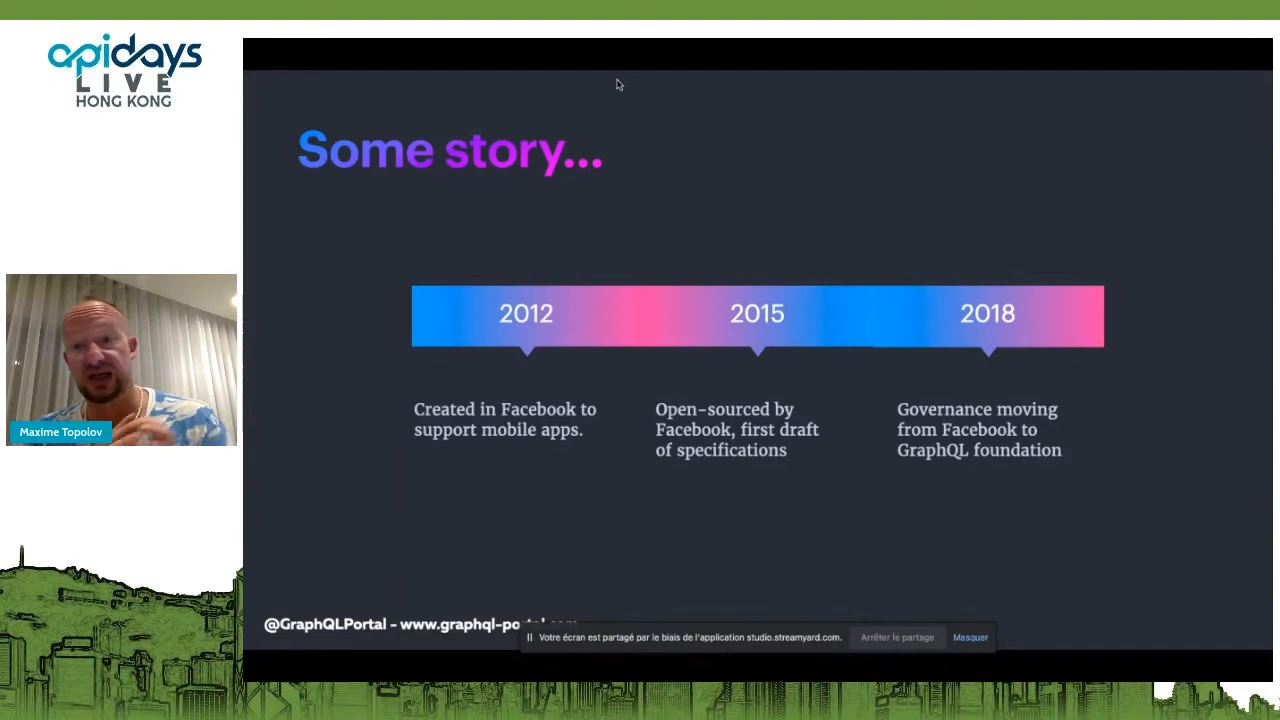 apidays
LIVE
HONG KONG
Some story...
2012
2015
2018
Created in Facebook to
support mobile apps.
Open-sourced by
Facebook, first draft
of specifications
Governance moving
from Facebook to
GraphQL foundation
Maxime Topolov
@GraphQLPortal - www.graphql-po
Votre écran est partagé par le biais de l'application studio.streamyard.com.
Arrêter le partage
Masquer